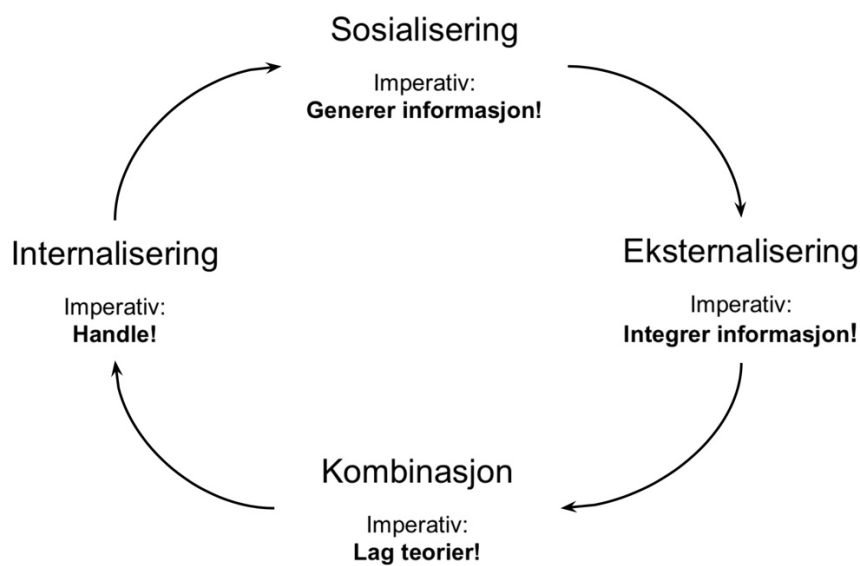 Sosialisering
Imperativ:
Generer informasjon!
Internalisering
Imperativ:
Handle!
Eksternalisering
Imperativ:
Integrer informasjon!
Kombinasjon
Imperativ:
Lag teorier!